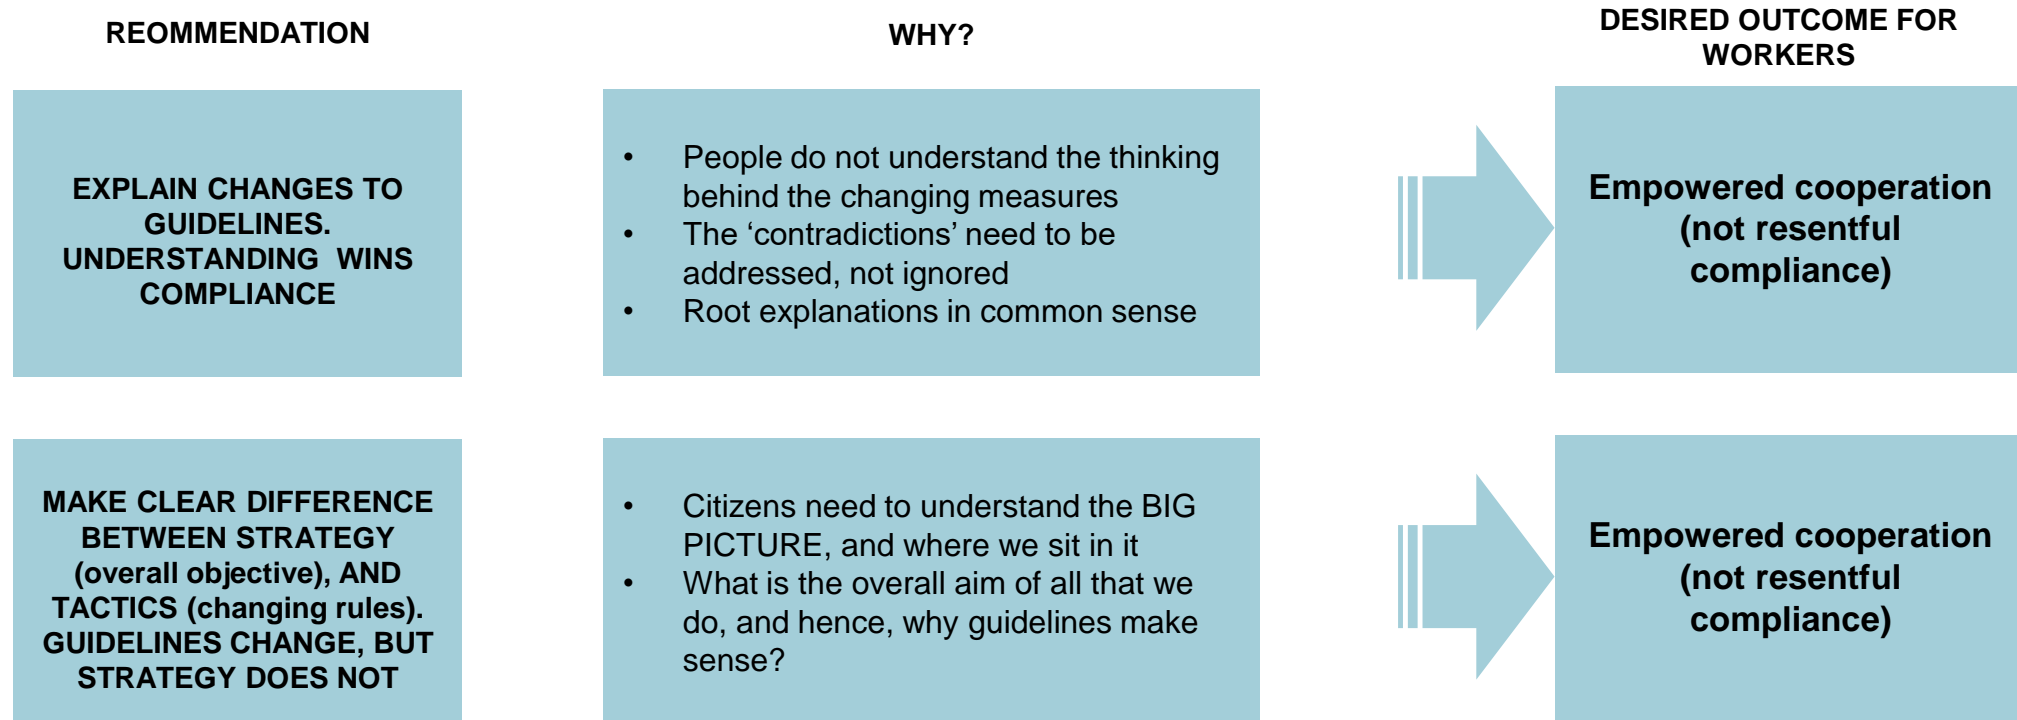 REOMMENDATION
WHY?
DESIRED OUTCOME FOR
WORKERS
EXPLAIN CHANGES TO
GUIDELINES.
UNDERSTANDING  WINS
COMPLIANCE
• People do not understand the thinking
behind the changing measures
• The ‘contradictions’ need to be
addressed, not ignored
• Root explanations in common sense
Empowered cooperation
(not resentful
compliance)
MAKE CLEAR DIFFERENCE
BETWEEN STRATEGY
(overall objective), AND
TACTICS (changing rules).
GUIDELINES CHANGE, BUT
STRATEGY DOES NOT
• Citizens need to understand the BIG
PICTURE, and where we sit in it
• What is the overall aim of all that we
do, and hence, why guidelines make
sense?
Empowered cooperation
(not resentful
compliance)